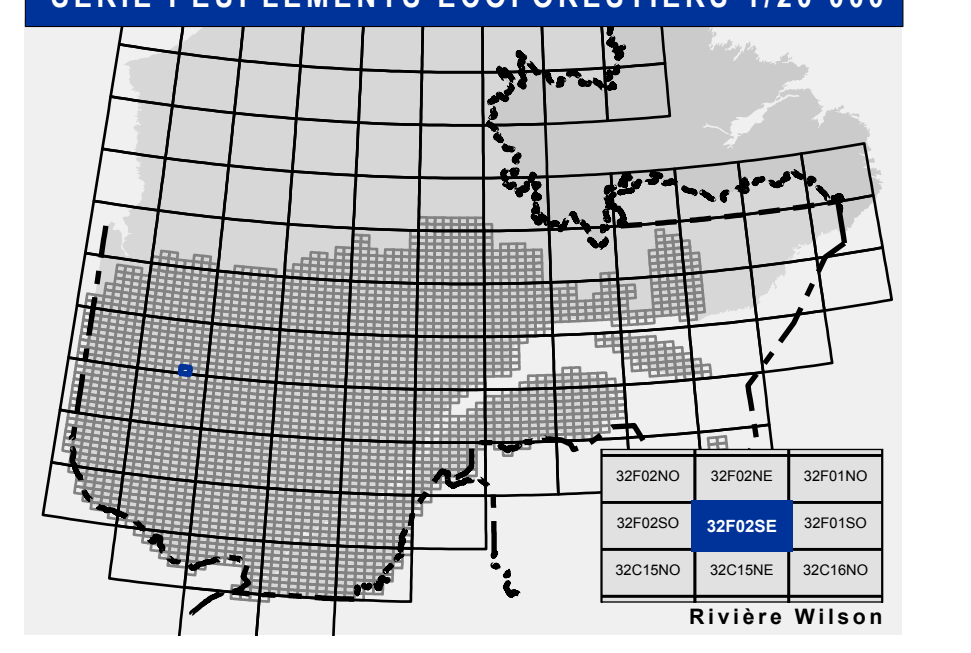 SÉRIE PEUPLEMENTS ÉCOFORESTIERS 1/20 000
32F02NO 32F02NE 32F01NO
32F02SO 32F02SE 32F01SO
32C15NO 32C15NE 32C16NO
Rivière Wilson